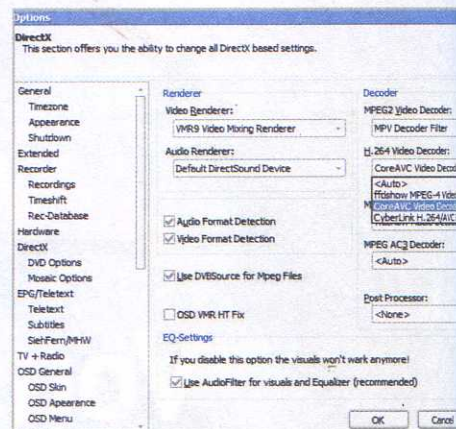 Options
DirectX
This section offers you the ability to change all DirectX based settings.
General
Timezone
Appearance
Shutdown
Extended
Recorder
Recordings
Timeshift
Rec-Database
Hardware
DirectX
DVD Options
Mosaic Options
EPG/Teletext
Teletext
Subtitles
SiehFern/MHW
TV + Radio
OSD General
OSD Skin
OSD Apearance
OSD Menu
Renderer
Video Renderer:
VMR9 Video Mixing Renderer
Audio Renderer:
Default DirectSound Device
Audio Format Detection
Video Format Detection
Use DVBSource for Mpeg Files
OSD VMR HT Fix
EQ-Settings
If you disable this option the visuals won't wark anymore!
Use AudioFilter for visuals and Equalizer (recommended)
Decoder
MPEG2 Video Decoder:
MPV Decoder Filter
H.264 Video Decoder:
CoreAVC Video Decod
<Auto>
ffdshow MPEG-4 Vide
CoreAVC Video Decod
CyberLink H.264/AVC
MPEG AC3 Decoder:
<Auto>
Post Processor:
<None>
OK
Cancel